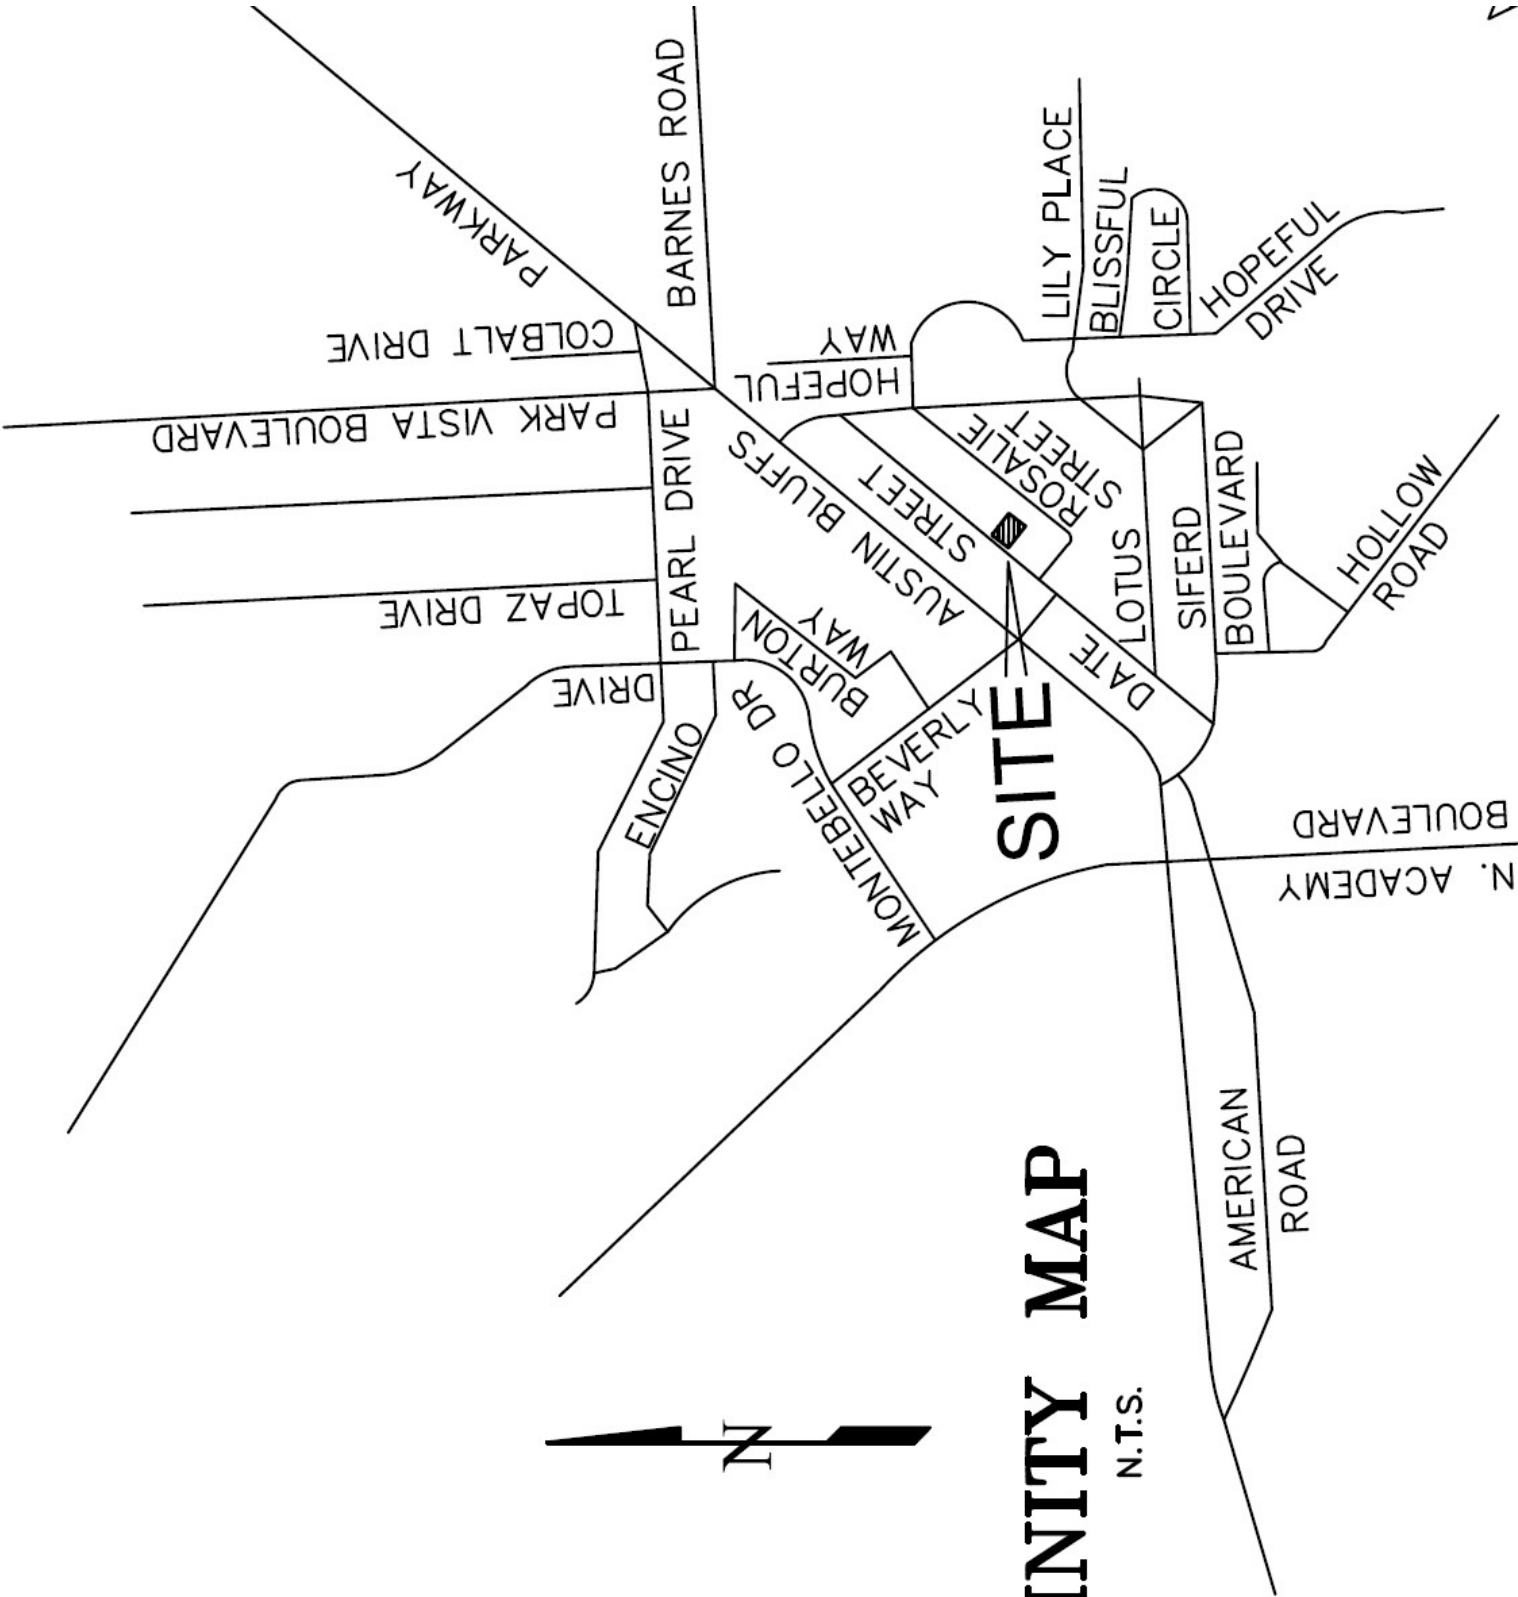 PARKWAY
BARNES ROAD
COLBALT DRIVE
PARK VISTA BOULEVARD
PEARL DRIVE
TOPAZ DRIVE
DRIVE
ENCINO
MONTEBELLO DR
BURTON
WAY
BEVERLY
WAY
AUSTIN BLUFFS
HOPEFUL
WAY
DATE
STREET
ROSALIE
STREET
LILY PLACE
BLISSFUL
CIRCLE
HOPEFUL
DRIVE
LOTUS
SIFERD
BOULEVARD
HOLLOW
ROAD
SITE
N. ACADEMY
BOULEVARD
AMERICAN
ROAD
N
INITY MAP
N.T.S.